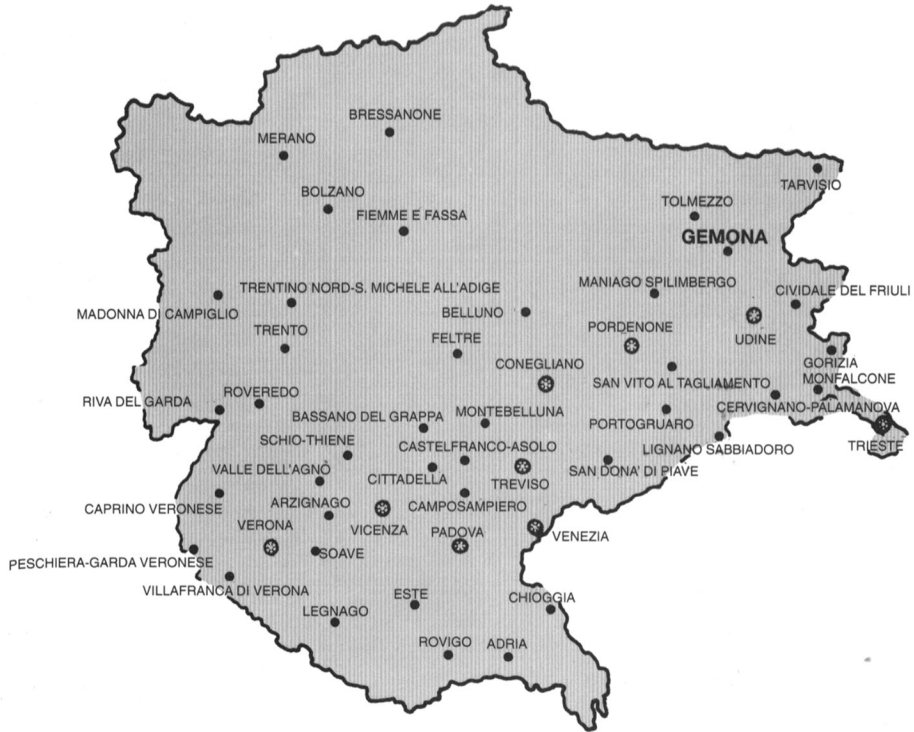 BRESSANONE
MERANO
TARVISIO
BOLZANO
TOLMEZZO
FIEMME E FASSA
GEMONA
MANIAGO SPILIMBERGO
TRENTINO NORD-S. MICHELE ALL'ADIGE
CIVIDALE DEL FRIULI
MADONNA DI CAMPIGLIO
BELLUNO
TRENTO
PORDENONE
UDINE
FELTRE
CONEGLIANO
GORIZIA
SAN VITO AL TAGLIAMENTO
MONFALCONE
ROVEREDO
RIVA DEL GARDA
CERVIGNANO-PALAMANOVA
BASSANO DEL GRAPPA
MONTEBELLUNA
PORTOGRUARO
SCHIO-THIENE
CASTELFRANCO-ASOLO
LIGNANO SABBIADORO
TRIESTE
VALLE DELL'AGNO
SAN DONA' DI PIAVE
CITTADELLA
TREVISO
ARZIGNAGO
CAMPOSAMPIERO
CAPRINO VERONESE
VERONA
VICENZA
PADOVA
VENEZIA
SOAVE
PESCHIERA-GARDA VERONESE
VILLAFRANCA DI VERONA
ESTE
CHIOGGIA
LEGNAGO
ROVIGO
ADRIA